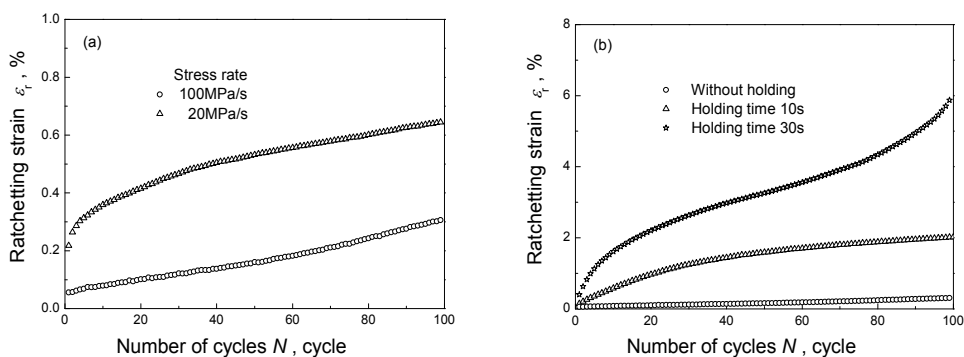 (a)
Stress rate
100MPa/s
20MPa/s
Ratchetting strain εr , %
1.0
0.8
0.6
0.4
0.2
0.0
0 20 40 60 80 100
Number of cycles N , cycle
(b)
Without holding
Holding time 10s
Holding time 30s
Ratchetting strain εr , %
8
6
4
2
0
0 20 40 60 80 100
Number of cycles N , cycle